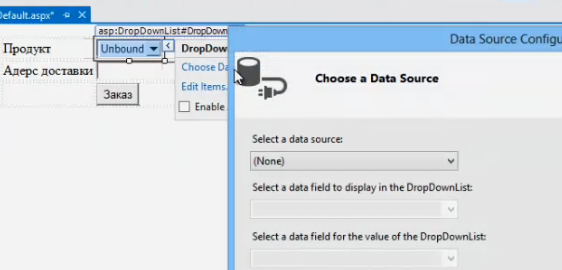 Default.aspx*
asp:DropDownList#DropDown
Продукт
Unbound
DropDow
Data Source Configu
Choose Da
Адерс доставки
Edit Items.
Choose a Data Source
Заказ
Enable
Select a data source:
(None)
Select a data field to display in the DropDownList:
Select a data field for the value of the DropDownList: